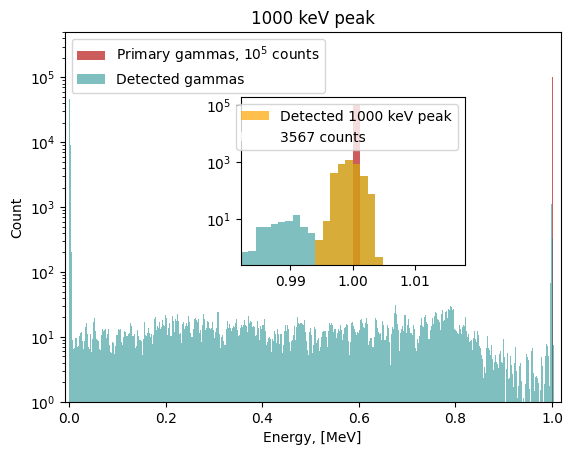 1000 keV peak
Primary gammas, 10⁵ counts
Detected gammas
Detected 1000 keV peak
3567 counts
10⁵
10³
10¹
0.99 1.00 1.01
Count
10⁵
10⁴
10³
10²
10¹
10⁰
0.0 0.2 0.4 0.6 0.8 1.0
Energy, [MeV]